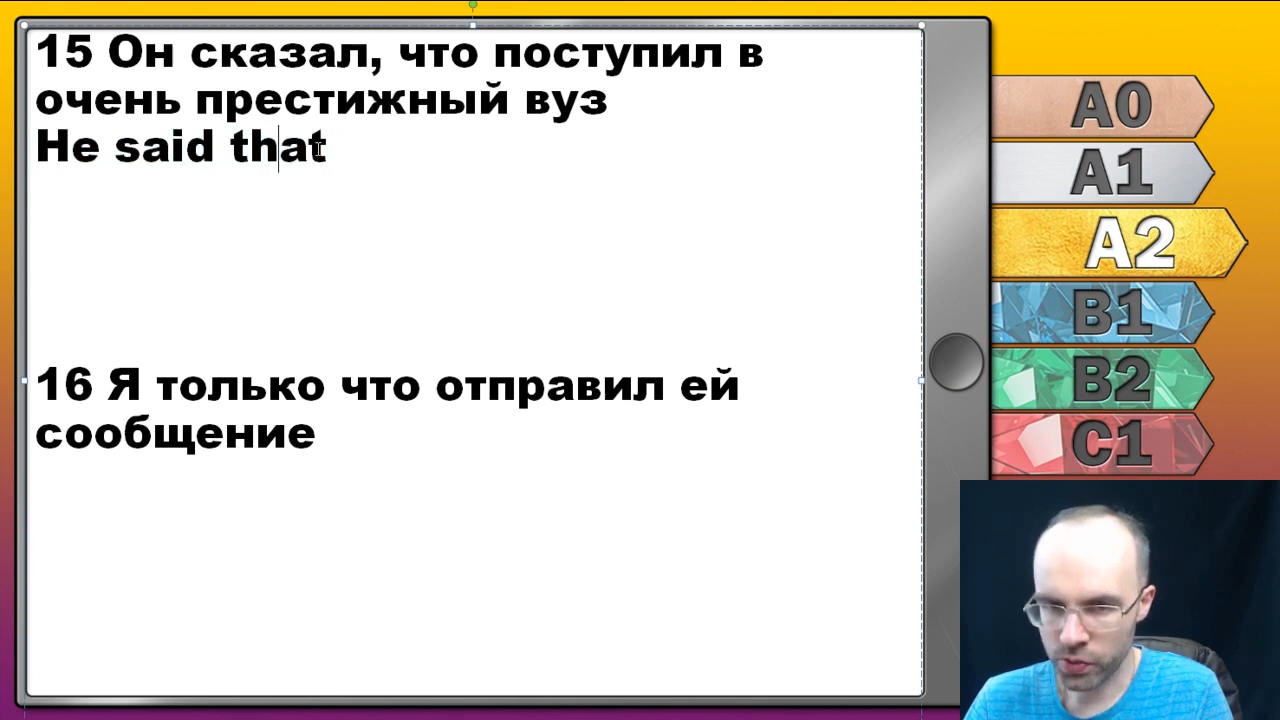 15 Он сказал, что поступил в
очень престижный вуз
He said that
16 Я только что отправил ей
сообщение
A0
A1
A2
B1
B2
C1